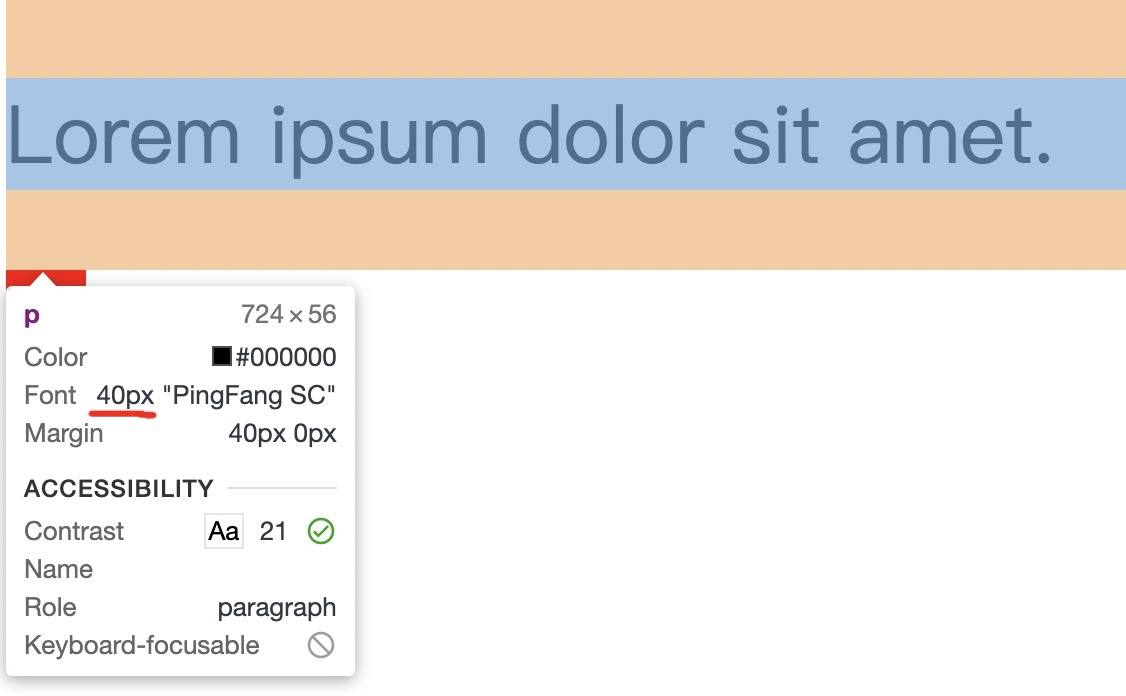 Lorem ipsum dolor sit amet.
p 724 × 56
Color #000000
Font 40px "PingFang SC"
Margin 40px 0px
ACCESSIBILITY
Contrast Aa 21
Name
Role paragraph
Keyboard-focusable